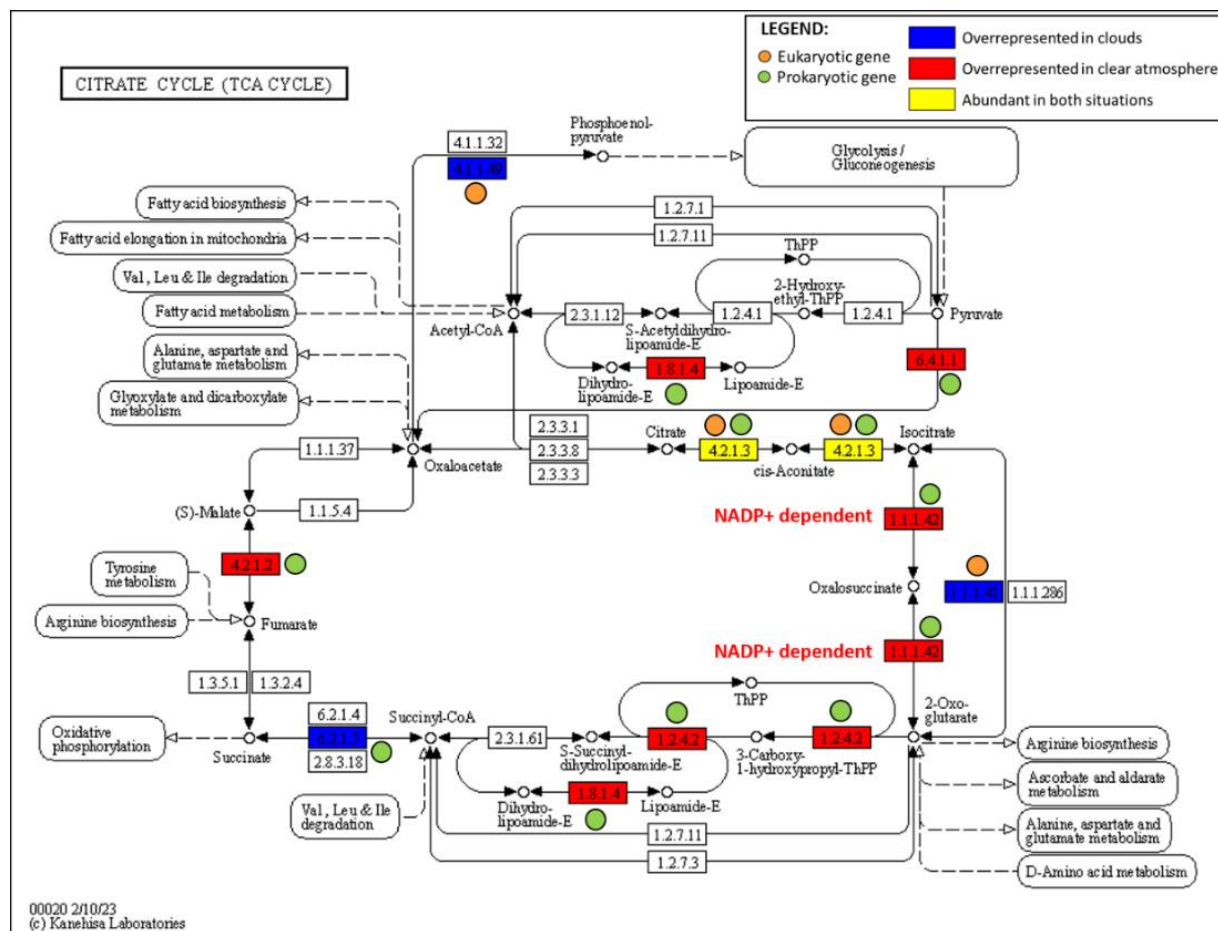 LEGEND:
Eukaryotic gene
Prokaryotic gene
Overrepresented in clouds
Overrepresented in clear atmosphere
Abundant in both situations
CITRATE CYCLE (TCA CYCLE)
Phosphoenol-
pyruvate
4.1.1.32
4.1.1.49
Glycolysis /
Gluconeogenesis
Fatty acid biosynthesis
Fatty acid elongation in mitochondria
Val, Leu & Ile degradation
Fatty acid metabolism
Alanine, aspartate and
glutamate metabolism
Glyoxylate and dicarboxylate
metabolism
1.2.7.1
1.2.7.11
ThPP
2-Hydroxy-
ethyl-ThPP
Acetyl-CoA
2.3.1.12
S-Acetyldihydro-
lipoamide-E
1.2.4.1
1.2.4.1
Pyruvate
Dihydro-
lipoamide-E
1.8.1.4
Lipoamide-E
6.4.1.1
1.1.1.37
Oxaloacetate
2.3.3.1
2.3.3.8
2.3.3.3
Citrate
4.2.1.3
cis-Aconitate
4.2.1.3
Isocitrate
(S)-Malate
1.1.5.4
NADP+ dependent
1.1.1.42
4.2.1.2
Tyrosine
metabolism
Oxalosuccinate
1.1.1.41
1.1.1.286
Arginine biosynthesis
Fumarate
NADP+ dependent
1.1.1.42
1.3.5.1
1.3.2.4
ThPP
2-Oxo-
glutarate
Oxidative
phosphorylation
Succinate
6.2.1.4
6.2.1.5
2.8.3.18
Succinyl-CoA
2.3.1.61
S-Succinyl-
dihydrolipoamide-E
1.2.4.2
3-Carboxy-
1-hydroxypropyl-ThPP
1.2.4.2
Arginine biosynthesis
Ascorbate and aldarate
metabolism
Alanine, aspartate and
glutamate metabolism
D-Amino acid metabolism
Val, Leu & Ile
degradation
Dihydro-
lipoamide-E
1.8.1.4
Lipoamide-E
1.2.7.11
1.2.7.3
00020 2/10/23
(c) Kanehisa Laboratories